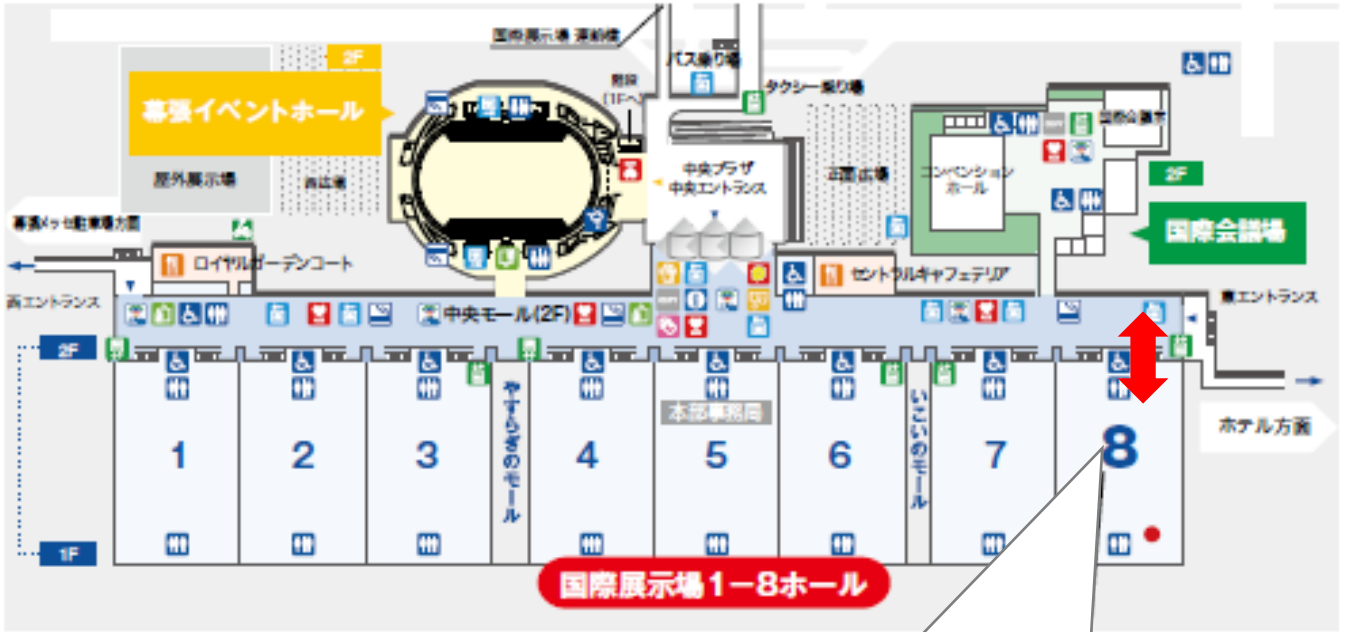 国際展示場 連絡橋
2F
バス乗り場
幕張イベントホール
階段
(1Fへ)
タクシー乗り場
国際会議室
屋外展示場
中央プラザ
中央エントランス
正面広場
コンベンション
ホール
2F
国際会議場
幕張メッセ駐車場方面
ロイヤルガーデンコート
セントラルキャフェテリア
西エントランス
中央モール(2F)
東エントランス
2F
やすらぎのモール
いこいのモール
本部事務局
ホテル方面
1
2
3
4
5
6
7
8
1F
国際展示場1-8ホール